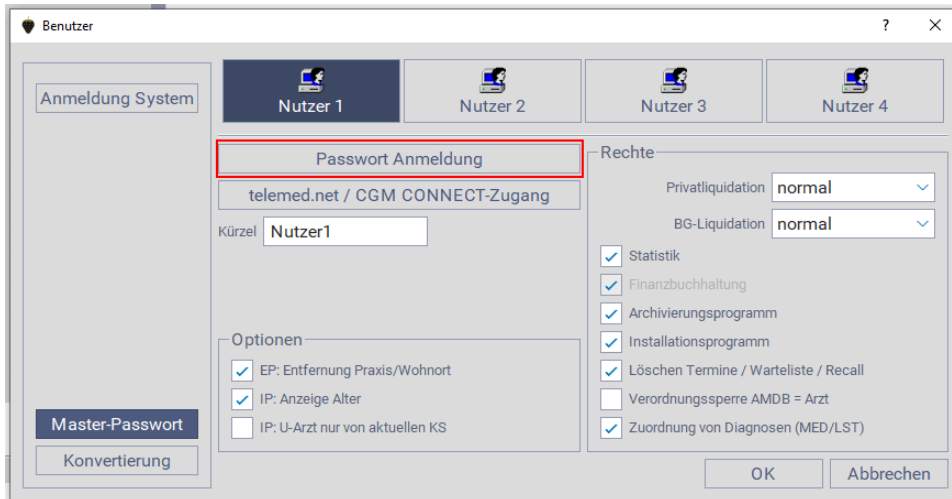 Benutzer
Anmeldung System
Nutzer 1
Nutzer 2
Nutzer 3
Nutzer 4
Passwort Anmeldung
telemed.net / CGM CONNECT-Zugang
Kürzel Nutzer1
Optionen
EP: Entfernung Praxis/Wohnort
IP: Anzeige Alter
IP: U-Arzt nur von aktuellen KS
Rechte
Privatliquidation normal
BG-Liquidation normal
Statistik
Finanzbuchhaltung
Archivierungsprogramm
Installationsprogramm
Löschen Termine / Warteliste / Recall
Verordnungssperre AMDB = Arzt
Zuordnung von Diagnosen (MED/LST)
Master-Passwort
Konvertierung
OK
Abbrechen